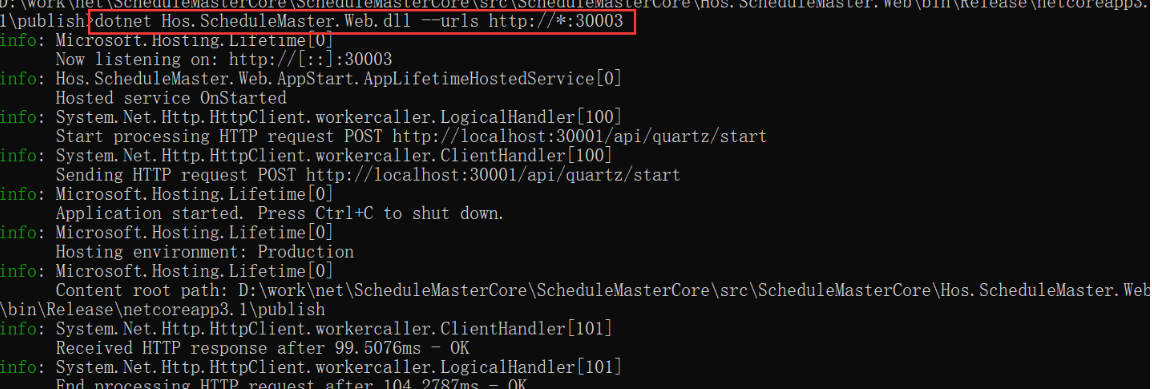 D:\work\net\ScheduleMasterCore\ScheduleMasterCore\src\ScheduleMasterCore\Hos.ScheduleMaster.Web\bin\Release\netcoreapp3.
1\publish>dotnet Hos.ScheduleMaster.Web.dll --urls http://*:30003
info: Microsoft.Hosting.Lifetime[0]
Now listening on: http://[::]:30003
info: Hos.ScheduleMaster.Web.AppStart.AppLifetimeHostedService[0]
Hosted service OnStarted
info: System.Net.Http.HttpClient.workercaller.LogicalHandler[100]
Start processing HTTP request POST http://localhost:30001/api/quartz/start
info: System.Net.Http.HttpClient.workercaller.ClientHandler[100]
Sending HTTP request POST http://localhost:30001/api/quartz/start
info: Microsoft.Hosting.Lifetime[0]
Application started. Press Ctrl+C to shut down.
info: Microsoft.Hosting.Lifetime[0]
Hosting environment: Production
info: Microsoft.Hosting.Lifetime[0]
Content root path: D:\work\net\ScheduleMasterCore\ScheduleMasterCore\src\ScheduleMasterCore\Hos.ScheduleMaster.Web
\bin\Release\netcoreapp3.1\publish
info: System.Net.Http.HttpClient.workercaller.ClientHandler[101]
Received HTTP response after 99.5076ms - OK
info: System.Net.Http.HttpClient.workercaller.LogicalHandler[101]
End processing HTTP request after 104.2787ms - OK